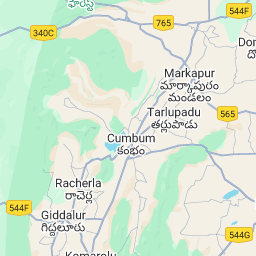 ఫారెస్ట్
544F
765
340C
Markapur
మార్కాపురం
మండలం
Tarlupadu
తర్లుపాడు
565
Cumbum
కంభం
Racherla
రాచెర్ల
544F
Giddalur
గిద్దలూరు
544G